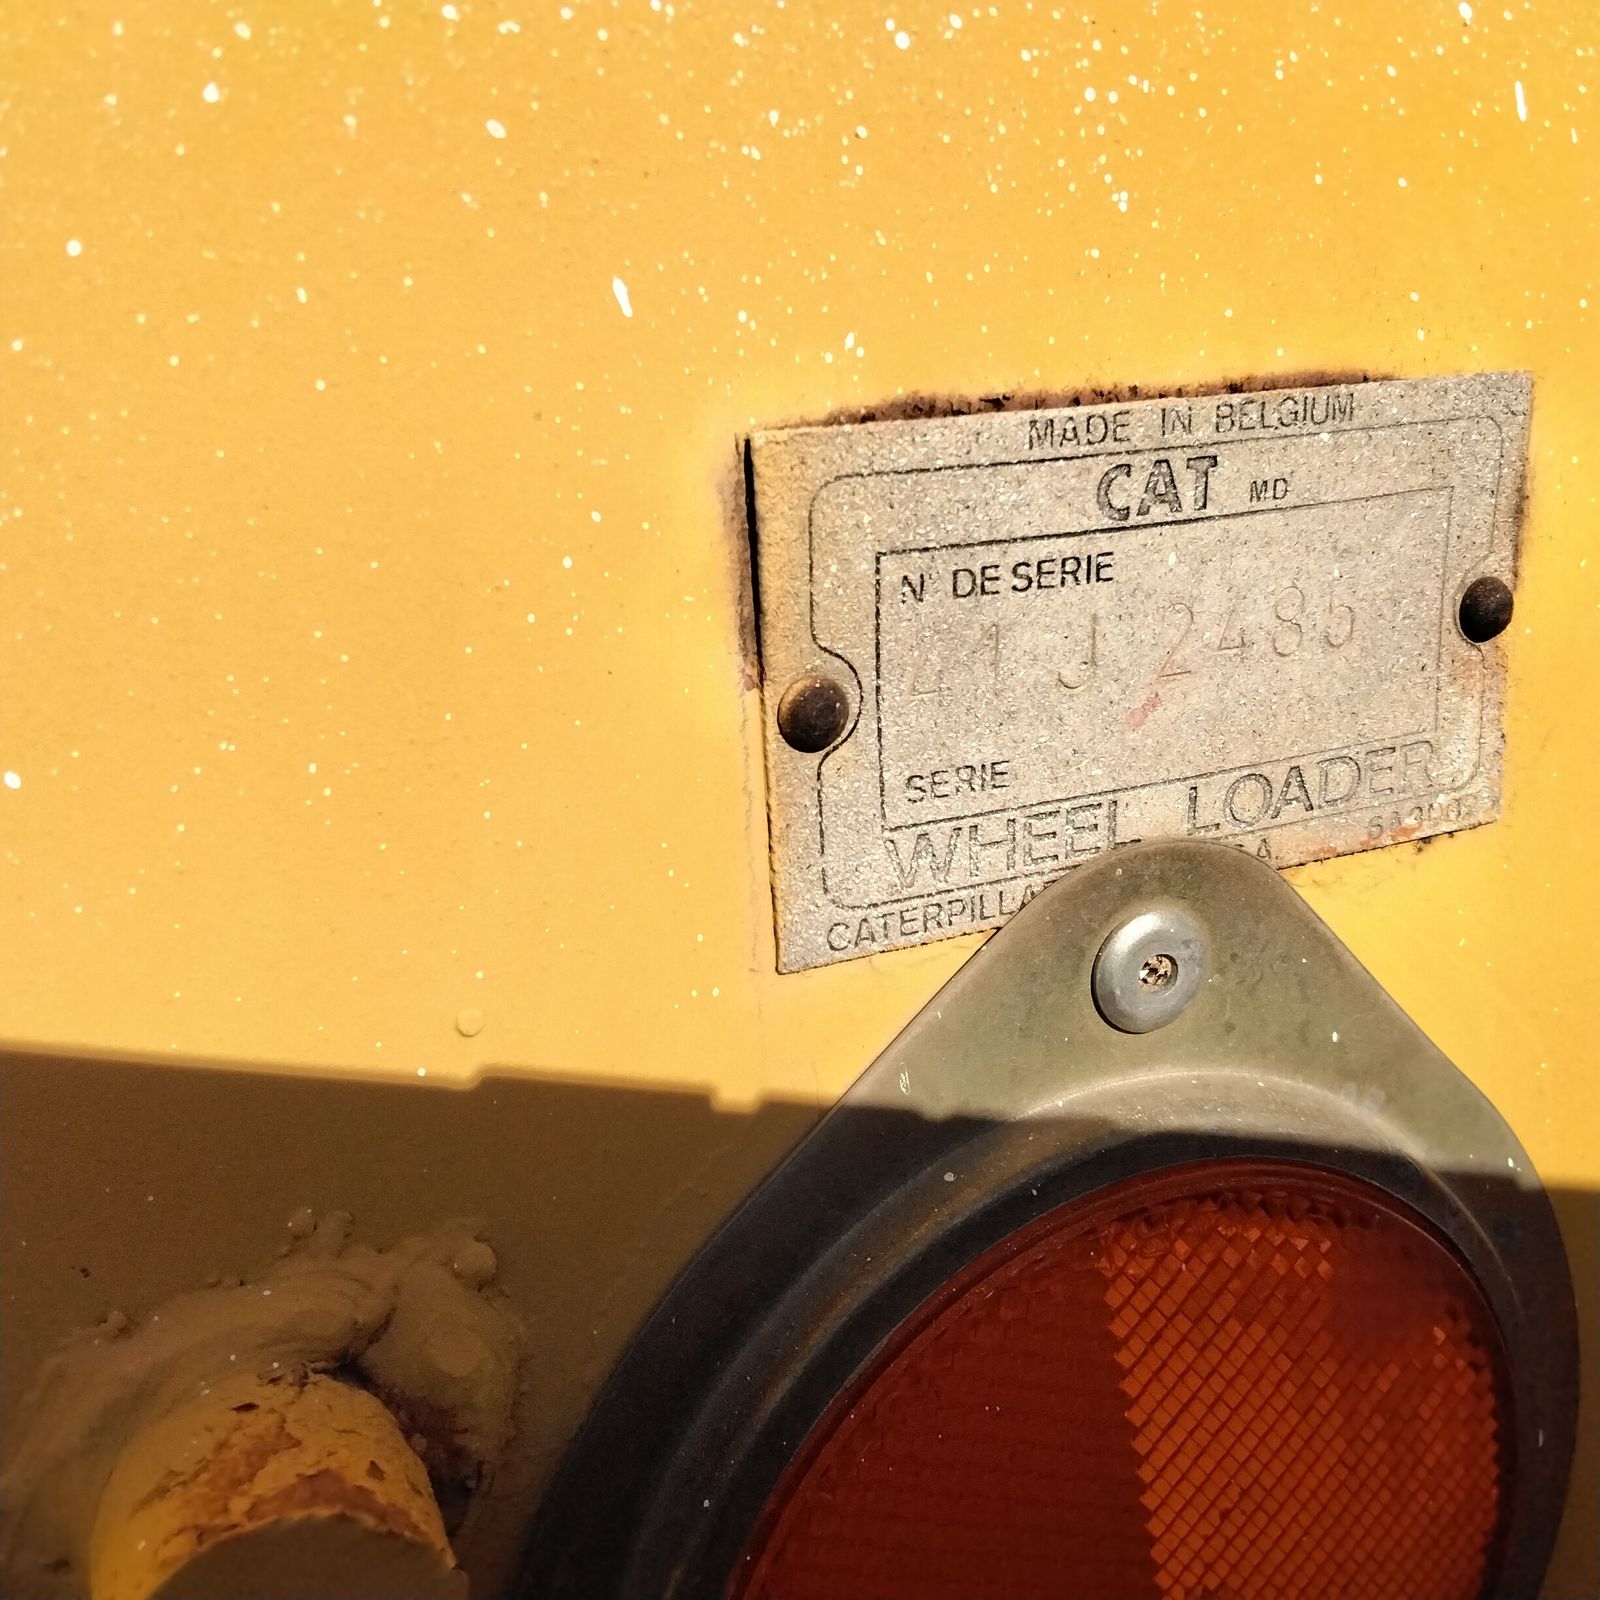 MADE IN BELGIUM
CAT MD
N° DE SERIE
41J2485
SERIE
WHEEL LOADER
CATERPILLAR